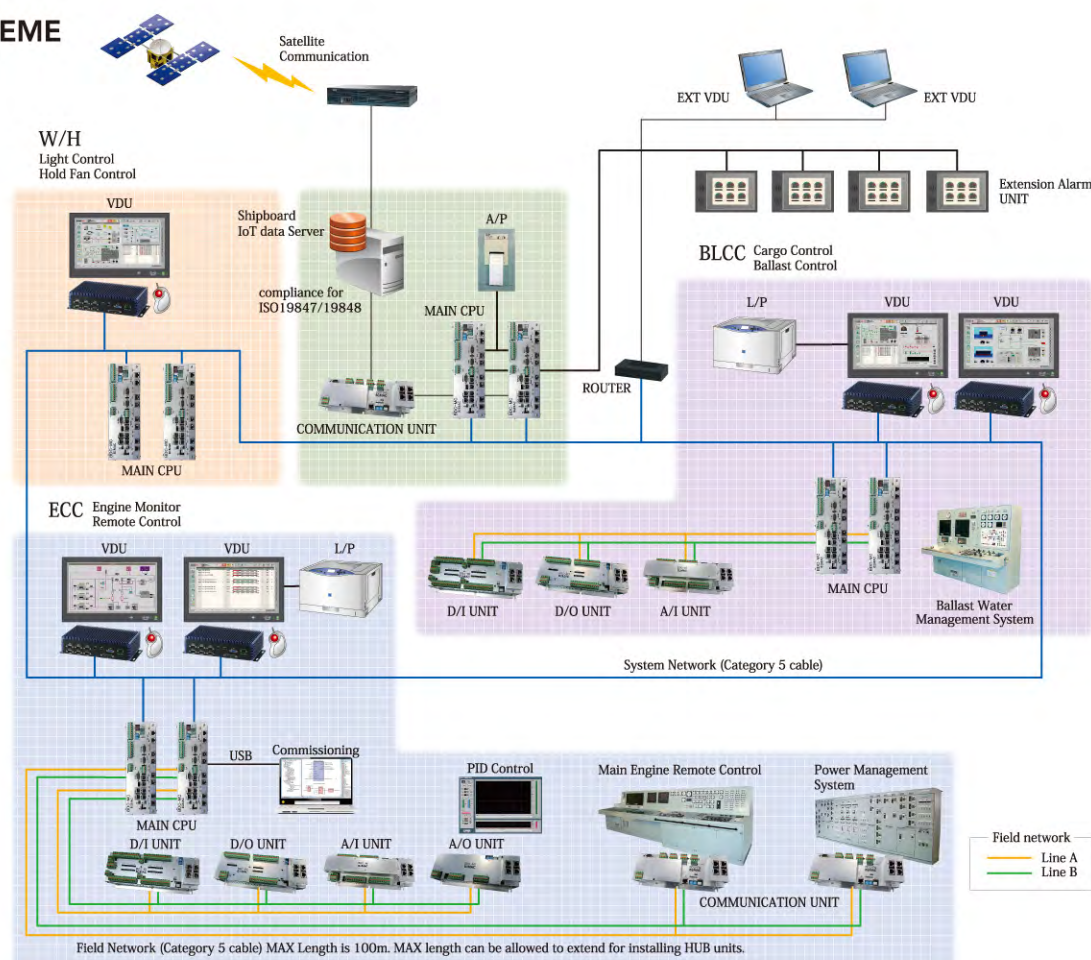 EME
Satellite
Communication
EXT VDU
EXT VDU
W/H
Light Control
Hold Fan Control
VDU
Shipboard
IoT data Server
A/P
Extension Alarm
UNIT
BLCC Cargo Control
Ballast Control
compliance for
ISO19847/19848
MAIN CPU
L/P
VDU
VDU
ROUTER
COMMUNICATION UNIT
MAIN CPU
ECC Engine Monitor
Remote Control
VDU
VDU
L/P
D/I UNIT
D/O UNIT
A/I UNIT
MAIN CPU
Ballast Water
Management System
System Network (Category 5 cable)
USB
Commissioning
PID Control
Main Engine Remote Control
Power Management
System
MAIN CPU
D/I UNIT
D/O UNIT
A/I UNIT
A/O UNIT
Field network
Line A
Line B
COMMUNICATION UNIT
Field Network (Category 5 cable) MAX Length is 100m. MAX length can be allowed to extend for installing HUB units.